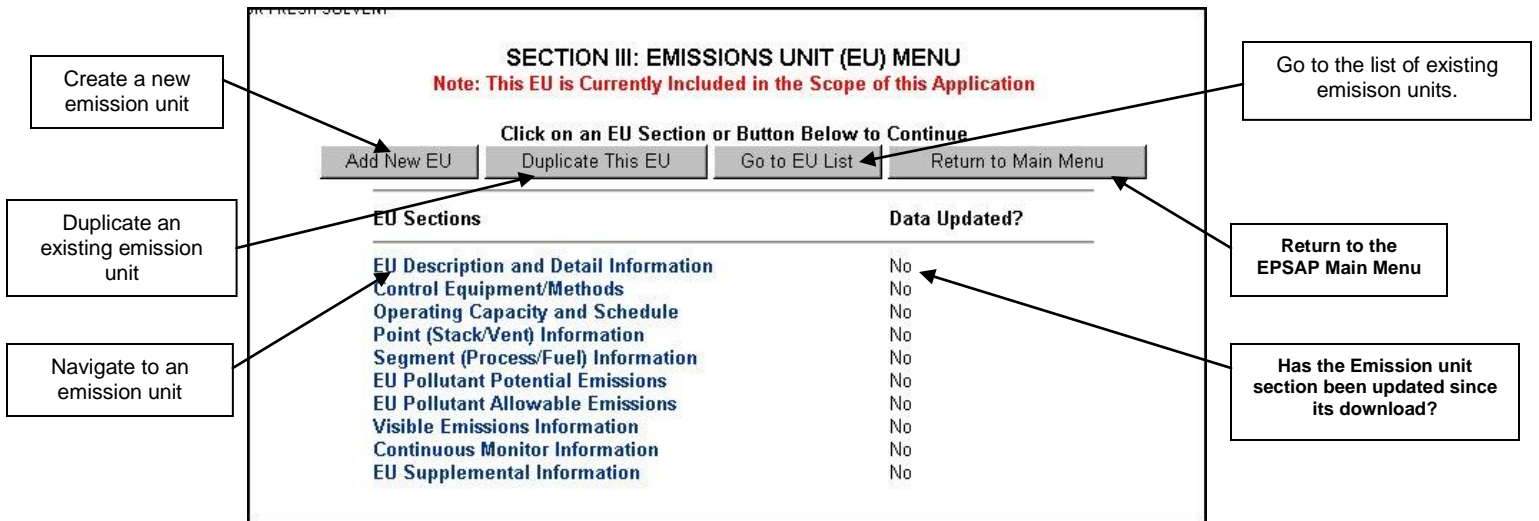 OR FRESH SOLVENT
SECTION III: EMISSIONS UNIT (EU) MENU
Note: This EU is Currently Included in the Scope of this Application
Click on an EU Section or Button Below to Continue
Add New EU
Duplicate This EU
Go to EU List
Return to Main Menu
EU Sections
Data Updated?
EU Description and Detail Information
No
Control Equipment/Methods
No
Operating Capacity and Schedule
No
Point (Stack/Vent) Information
No
Segment (Process/Fuel) Information
No
EU Pollutant Potential Emissions
No
EU Pollutant Allowable Emissions
No
Visible Emissions Information
No
Continuous Monitor Information
No
EU Supplemental Information
No
Create a new
emission unit
Duplicate an
existing emission
unit
Navigate to an
emission unit
Go to the list of existing
emisison units.
Return to the
EPSAP Main Menu
Has the Emission unit
section been updated since
its download?